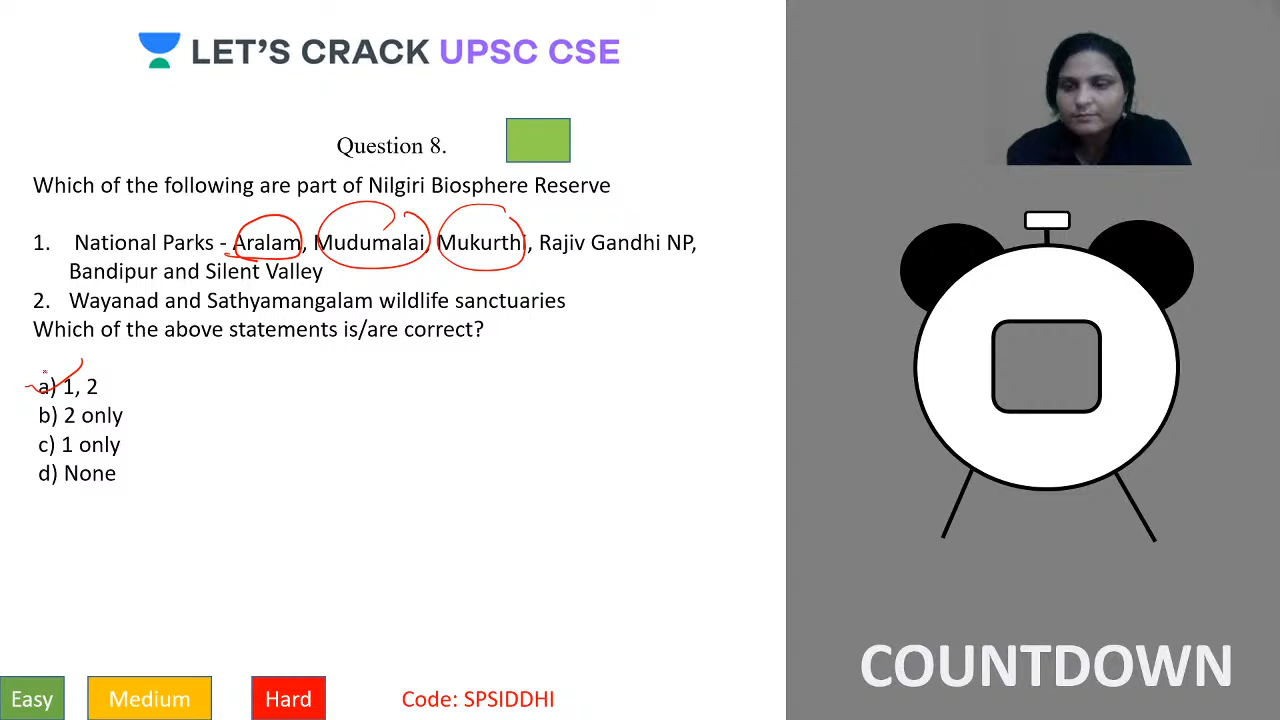 LET'S CRACK UPSC CSE
Question 8.
Which of the following are part of Nilgiri Biosphere Reserve
1. National Parks - Aralam, Mudumalai, Mukurthi, Rajiv Gandhi NP,
Bandipur and Silent Valley
2. Wayanad and Sathyamangalam wildlife sanctuaries
Which of the above statements is/are correct?
a) 1, 2
b) 2 only
c) 1 only
d) None
Easy
Medium
Hard
Code: SPSIDDHI
COUNTDOWN